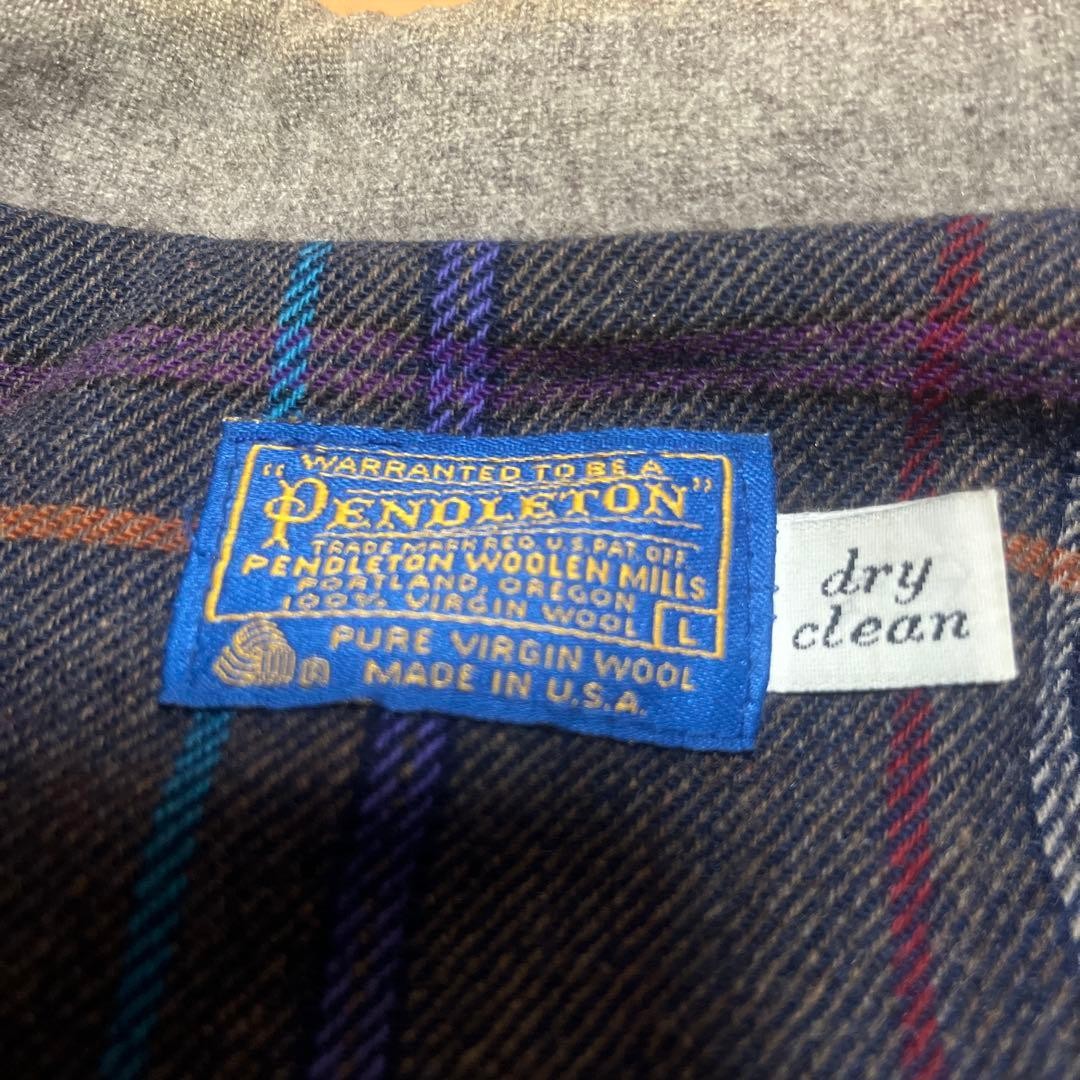 "WARRANTED TO BE A
PENDLETON"
TRADE MARK REG. U.S. PAT. OFF.
PENDLETON WOOLEN MILLS
PORTLAND, OREGON
100% VIRGIN WOOL L
PURE VIRGIN WOOL
R MADE IN U.S.A.
dry
clean